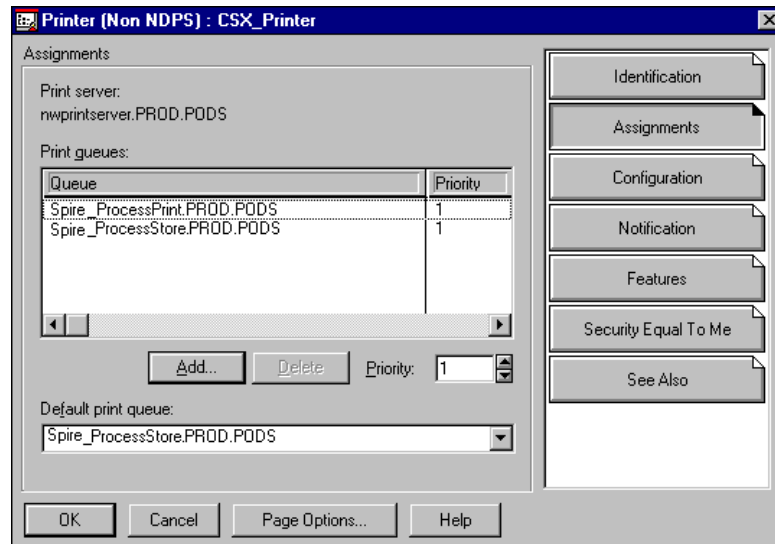 Printer (Non NDPS) : CSX_Printer
Assignments
Print server:
nwprintserver.PROD.PODS
Print queues:
Queue Priority
Spire_ProcessPrint.PROD.PODS 1
Spire_ProcessStore.PROD.PODS 1
Add... Delete Priority: 1
Default print queue:
Spire_ProcessStore.PROD.PODS
OK Cancel Page Options... Help
Identification
Assignments
Configuration
Notification
Features
Security Equal To Me
See Also